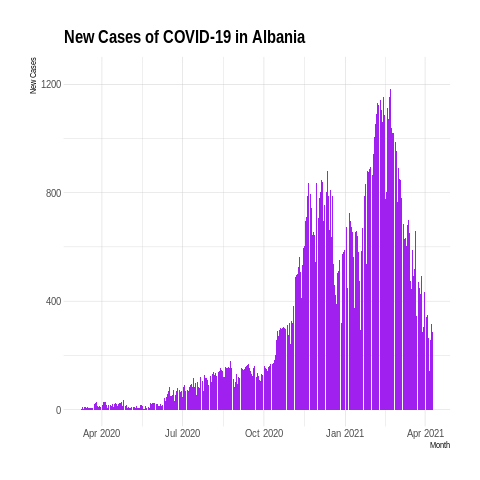 New Cases of COVID-19 in Albania
New Cases
1200
800
400
0
Apr 2020 Jul 2020 Oct 2020 Jan 2021 Apr 2021
Month